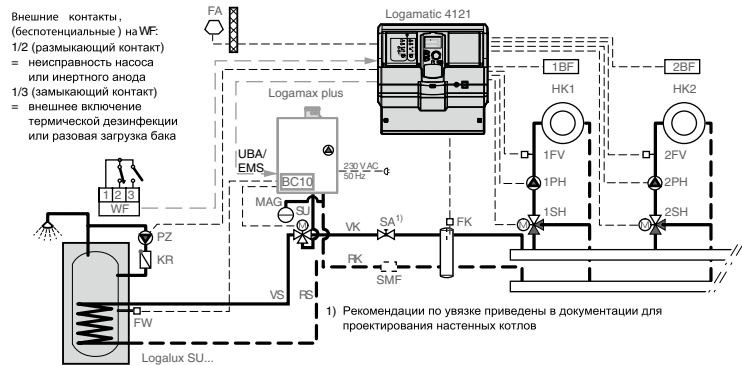 Внешние контакты,
(беспотенциальные) на WF:
1/2 (размыкающий контакт)
= неисправность насоса
или инертного анода
1/3 (замыкающий контакт)
= внешнее включение
термической дезинфекции
или разовая загрузка бака
FA
Logamatic 4121
1BF
2BF
HK1
HK2
Logamax plus
UBA/
EMS
BC10
230 VAC
50 Hz
1FV
2FV
1PH
2PH
1SH
2SH
M
M
1 2 3
WF
MAG
SU
M
VK
SA1)
FK
PZ
KR
RK
SMF
VS
RS
FW
1) Рекомендации по увязке приведены в документации для
проектирования настенных котлов
Logalux SU...